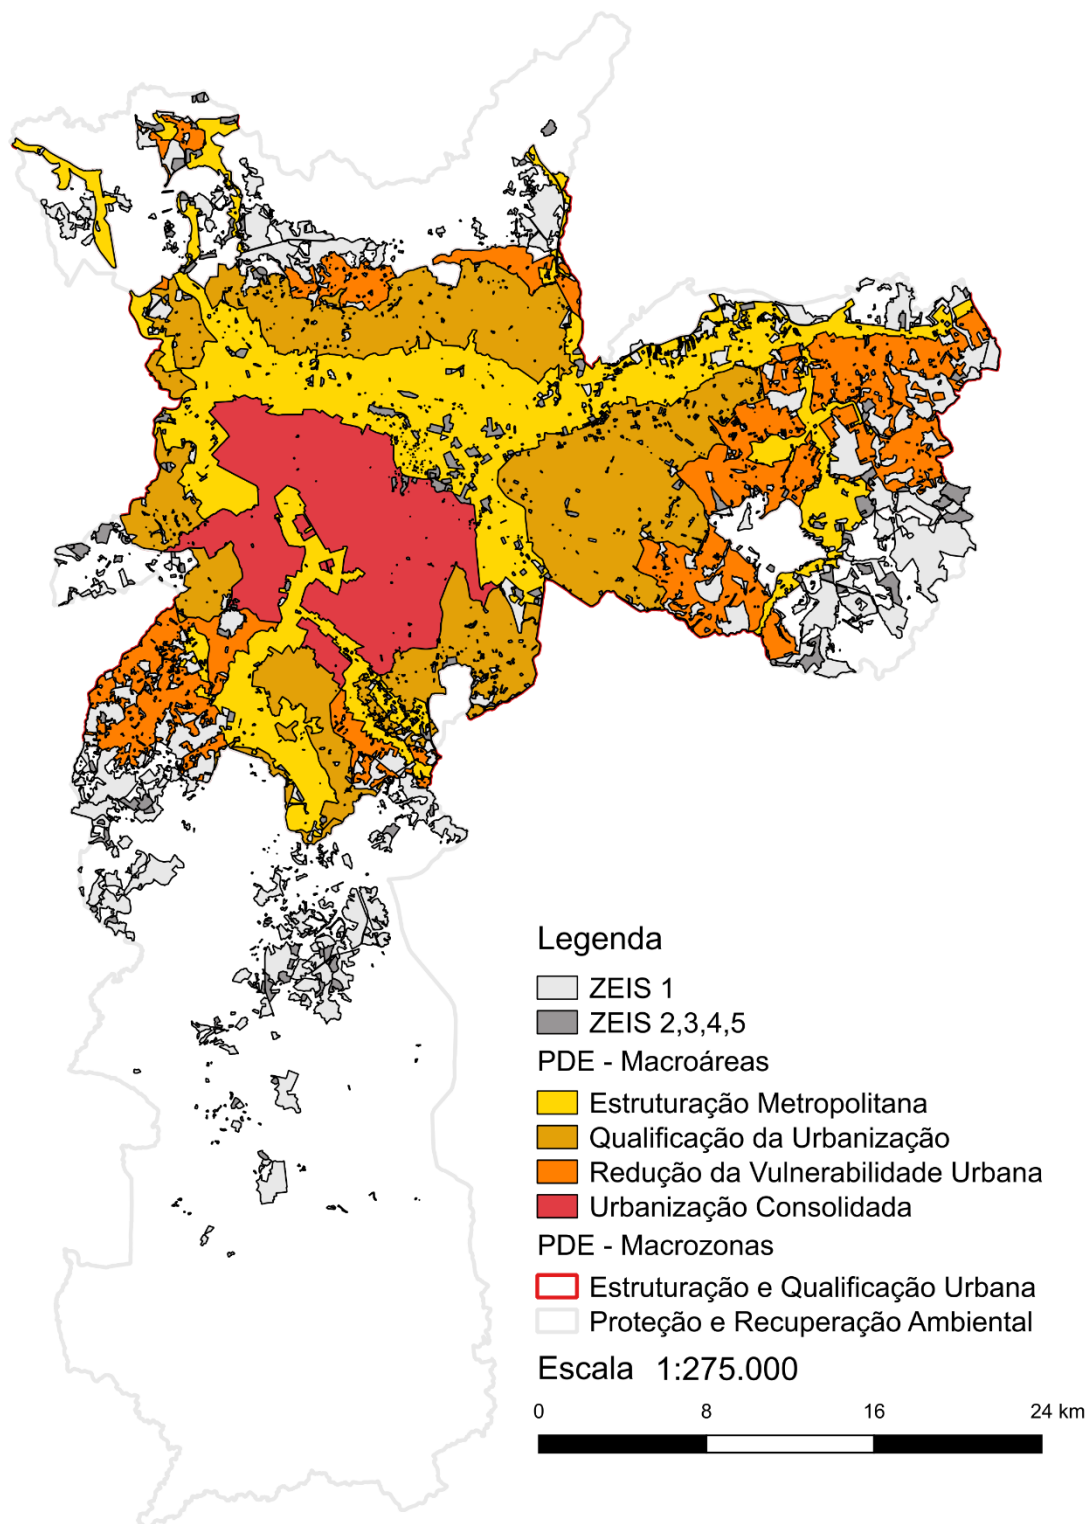 Legenda
ZEIS 1
ZEIS 2,3,4,5
PDE - Macroáreas
Estruturação Metropolitana
Qualificação da Urbanização
Redução da Vulnerabilidade Urbana
Urbanização Consolidada
PDE - Macrozonas
Estruturação e Qualificação Urbana
Proteção e Recuperação Ambiental
Escala 1:275.000
0 8 16 24 km